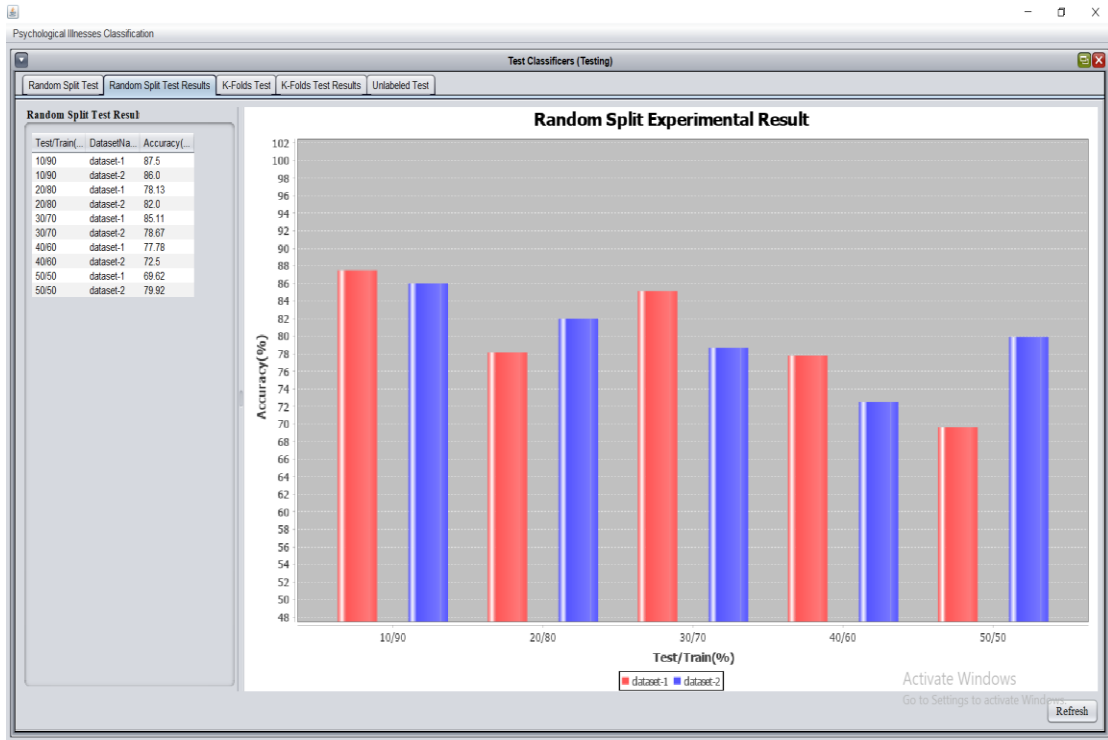 Psychological Illnesses Classification
Test Classificers (Testing)
Random Split Test Random Split Test Results K-Folds Test K-Folds Test Results Unlabeled Test
Random Split Test Resul
Test/Train(... DatasetNa... Accuracy(...
10/90 dataset-1 87.5
10/90 dataset-2 86.0
20/80 dataset-1 78.13
20/80 dataset-2 82.0
30/70 dataset-1 85.11
30/70 dataset-2 78.67
40/60 dataset-1 77.78
40/60 dataset-2 72.5
50/50 dataset-1 69.62
50/50 dataset-2 79.92
Random Split Experimental Result
102
100
98
96
94
92
90
88
86
84
82
80
78
76
74
72
70
68
66
64
62
60
58
56
54
52
50
48
Accuracy(%)
10/90 20/80 30/70 40/60 50/50
Test/Train(%)
dataset-1 dataset-2
Activate Windows
Go to Settings to activate Windows.
Refresh